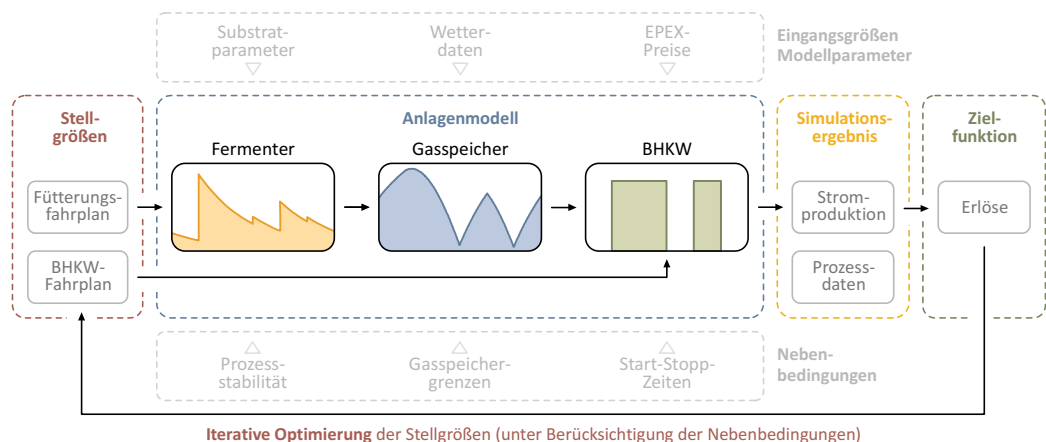 Substrat-
parameter
Wetter-
daten
EPEX-
Preise
Eingangsgrößen
Modellparameter
Stell-
größen
Anlagenmodell
Simulations-
ergebnis
Ziel-
funktion
Fermenter
Gasspeicher
BHKW
Fütterungs-
fahrplan
Strom-
produktion
Erlöse
BHKW-
Fahrplan
Prozess-
daten
Prozess-
stabilität
Gasspeicher-
grenzen
Start-Stopp-
Zeiten
Neben-
bedingungen
Iterative Optimierung der Stellgrößen (unter Berücksichtigung der Nebenbedingungen)